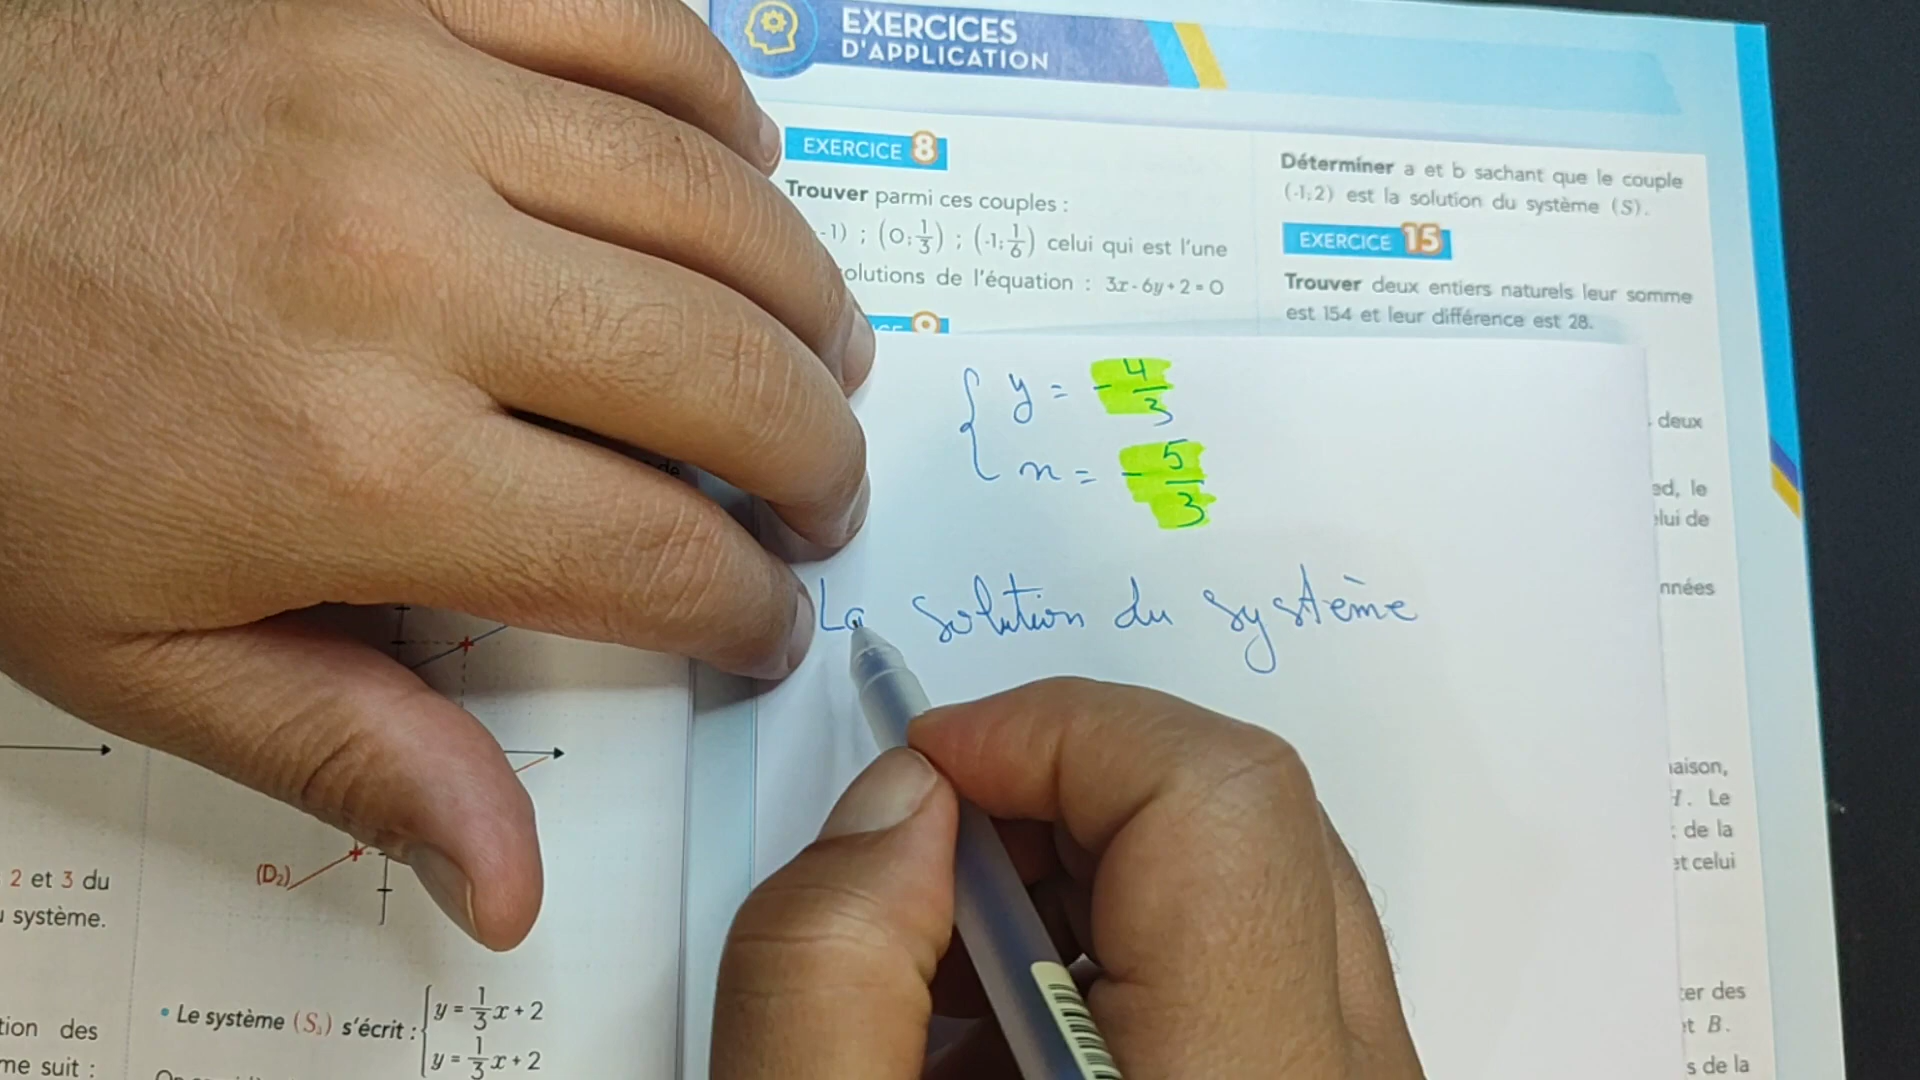 EXERCICES
D'APPLICATION
EXERCICE 8
Trouver parmi ces couples :
-1) ; (0;1/3) ; (-1;1/6) celui qui est l'une
olutions de l'équation : 3x - 6y + 2 = 0
9
Déterminer a et b sachant que le couple
(-1;2) est la solution du système (S).
EXERCICE 15
Trouver deux entiers naturels leur somme
est 154 et leur différence est 28.
{ y = -4/3
x = -5/3
La solution du système
deux
ed, le
elui de
nnées
aison,
H. Le
: de la
et celui
ter des
et B.
s de la
(D₂)
2 et 3 du
système.
tion des
me suit :
• Le système (S₃) s'écrit : { y = 1/3 x + 2
y = 1/3 x + 2